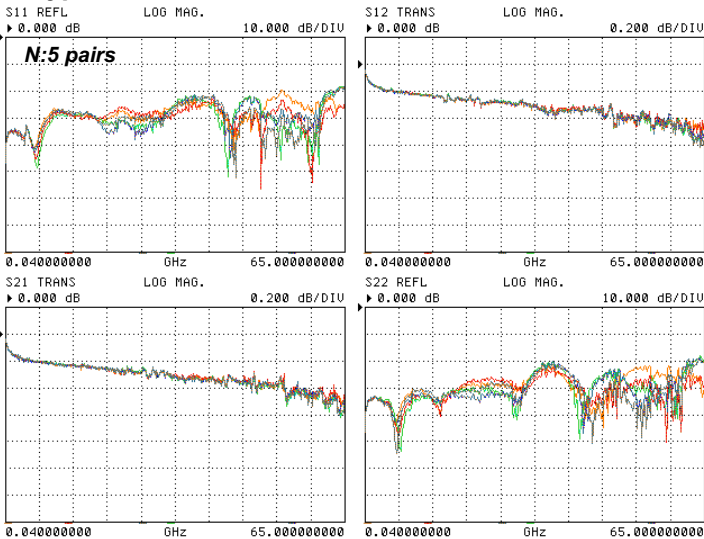 S11 REFL LOG MAG.
▶ 0.000 dB 10.000 dB/DIV
N:5 pairs
0.040000000 GHz 65.000000000
S12 TRANS LOG MAG.
▶ 0.000 dB 0.200 dB/DIV
0.040000000 GHz 65.000000000
S21 TRANS LOG MAG.
▶ 0.000 dB 0.200 dB/DIV
0.040000000 GHz 65.000000000
S22 REFL LOG MAG.
▶ 0.000 dB 10.000 dB/DIV
0.040000000 GHz 65.000000000